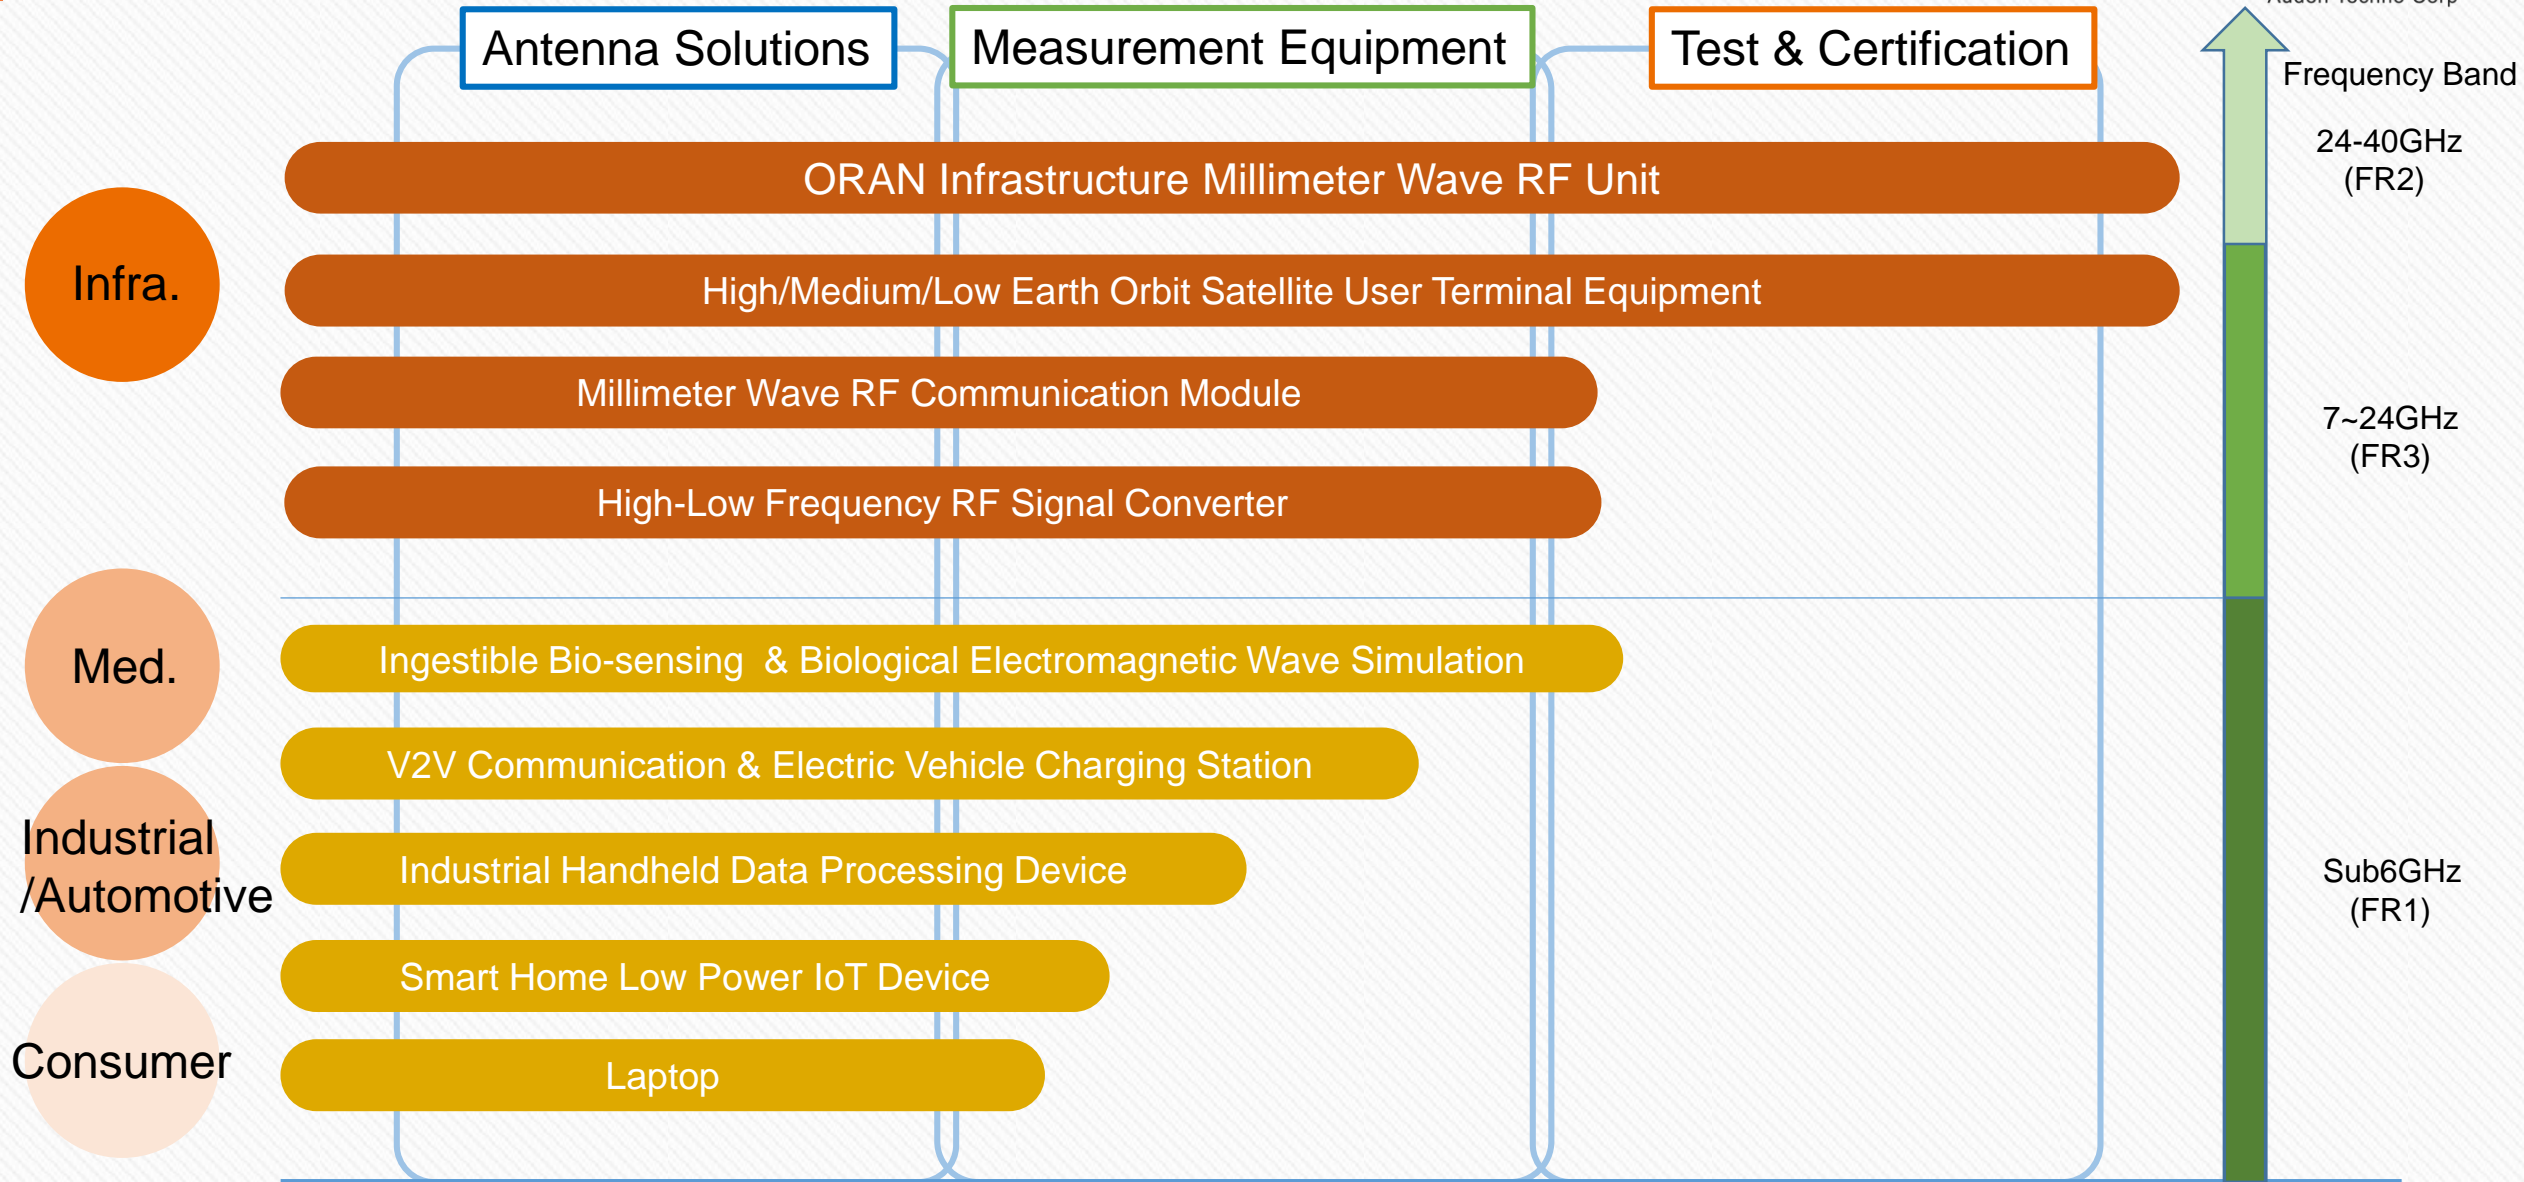 Antenna Solutions
Measurement Equipment
Test & Certification
Frequency Band
ORAN Infrastructure Millimeter Wave RF Unit
24-40GHz
(FR2)
Infra.
High/Medium/Low Earth Orbit Satellite User Terminal Equipment
Millimeter Wave RF Communication Module
7~24GHz
(FR3)
High-Low Frequency RF Signal Converter
Med.
Ingestible Bio-sensing & Biological Electromagnetic Wave Simulation
V2V Communication & Electric Vehicle Charging Station
Industrial
/Automotive
Industrial Handheld Data Processing Device
Sub6GHz
(FR1)
Smart Home Low Power IoT Device
Consumer
Laptop